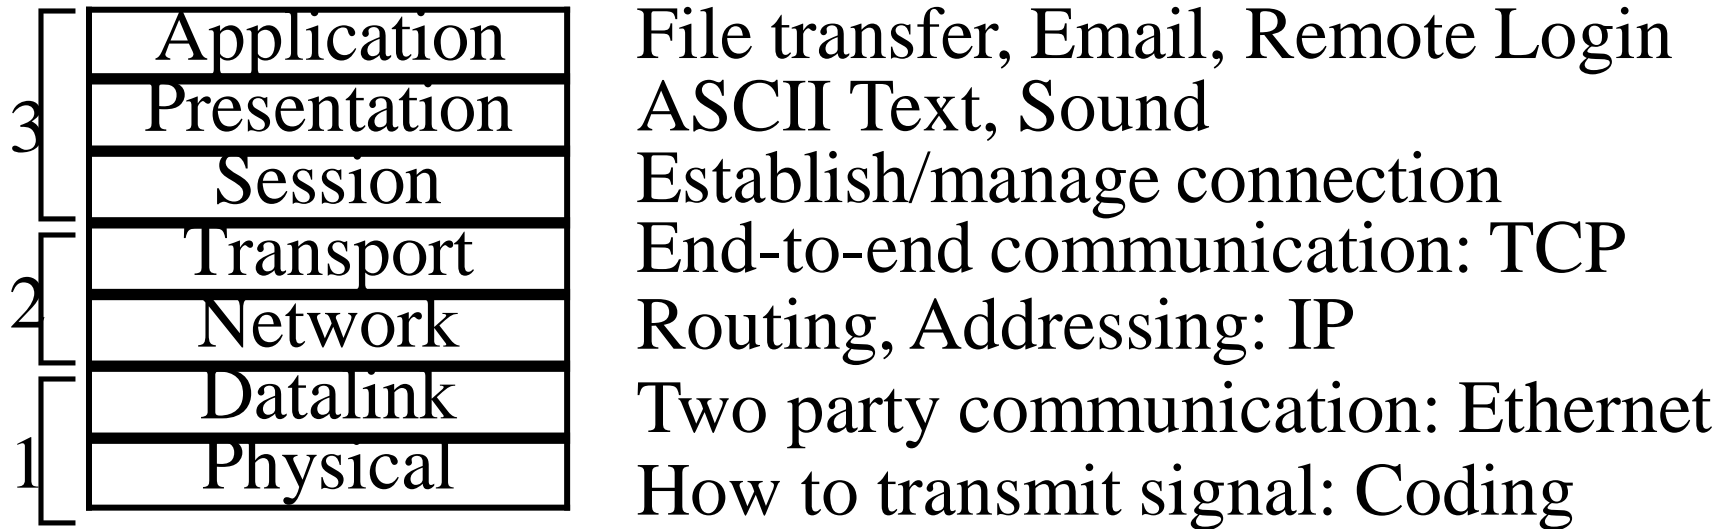 Application File transfer, Email, Remote Login
3 Presentation ASCII Text, Sound
Session Establish/manage connection
Transport End-to-end communication: TCP
2 Network Routing, Addressing: IP
Datalink Two party communication: Ethernet
1 Physical How to transmit signal: Coding